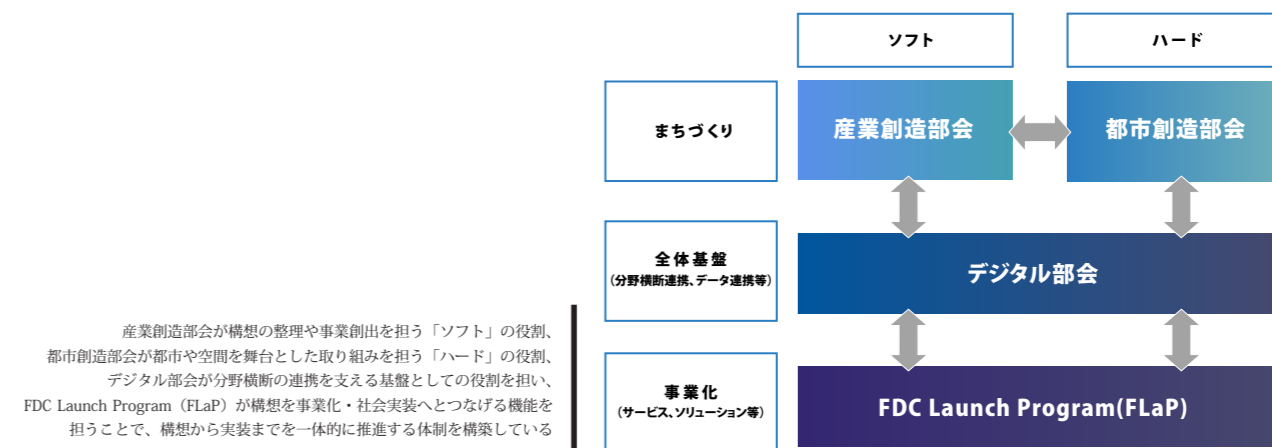 ソフト
ハード
まちづくり
産業創造部会
都市創造部会
全体基盤
(分野横断連携、データ連携等)
デジタル部会
産業創造部会が構想の整理や事業創出を担う「ソフト」の役割、
都市創造部会が都市や空間を舞台とした取り組みを担う「ハード」の役割、
デジタル部会が分野横断の連携を支える基盤としての役割を担い、
FDC Launch Program（FLaP）が構想を事業化・社会実装へとつなげる機能を
担うことで、構想から実装までを一体的に推進する体制を構築している
事業化
(サービス、ソリューション等)
FDC Launch Program(FLaP)